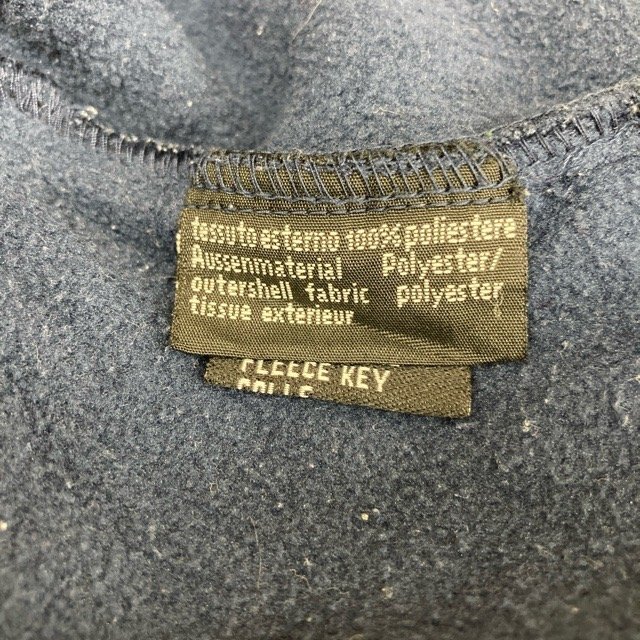 tessuto esterno 100% poliestere
Aussenmaterial Polyester/
outershell fabric polyester
tissue exterieur
FLEECE KEY